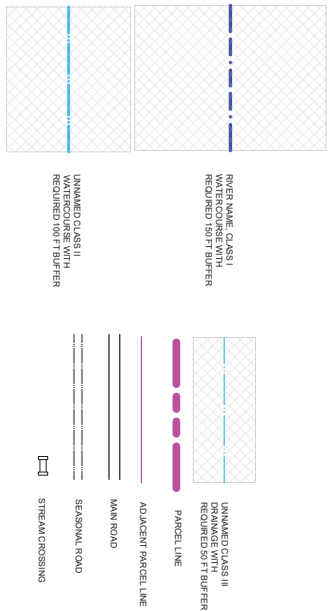 RIVER NAME, CLASS I
WATERCOURSE WITH
REQUIRED 150 FT BUFFER
UNNAMED CLASS II
WATERCOURSE WITH
REQUIRED 100 FT BUFFER
UNNAMED CLASS III
DRAINAGE WITH
REQUIRED 50 FT BUFFER
PARCEL LINE
ADJACENT PARCEL LINE
MAIN ROAD
SEASONAL ROAD
STREAM CROSSING